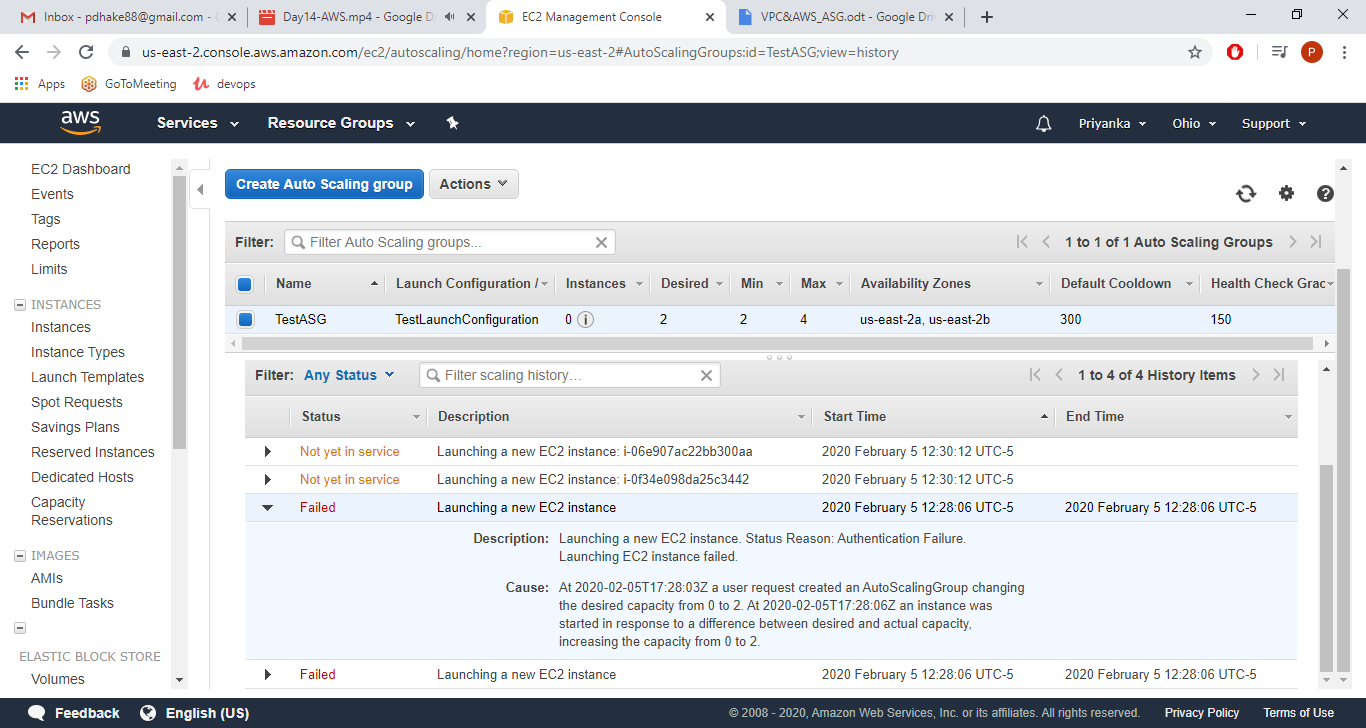 Inbox - pdhake88@gmail.com -
Day14-AWS.mp4 - Google Dr
EC2 Management Console
VPC&AWS_ASG.odt - Google Driv
us-east-2.console.aws.amazon.com/ec2/autoscaling/home?region=us-east-2#AutoScalingGroups:id=TestASG;view=history
P
Apps GoToMeeting devops
aws Services Resource Groups Priyanka Ohio Support
EC2 Dashboard
Events
Tags
Reports
Limits
INSTANCES
Instances
Instance Types
Launch Templates
Spot Requests
Savings Plans
Reserved Instances
Dedicated Hosts
Capacity
Reservations
IMAGES
AMIs
Bundle Tasks
ELASTIC BLOCK STORE
Volumes
Create Auto Scaling group Actions
Filter: Filter Auto Scaling groups... 1 to 1 of 1 Auto Scaling Groups
Name Launch Configuration / Instances Desired Min Max Availability Zones Default Cooldown Health Check Grac
TestASG TestLaunchConfiguration 0 2 2 4 us-east-2a, us-east-2b 300 150
Filter: Any Status Filter scaling history... 1 to 4 of 4 History Items
Status Description Start Time End Time
Not yet in service Launching a new EC2 instance: i-06e907ac22bb300aa 2020 February 5 12:30:12 UTC-5
Not yet in service Launching a new EC2 instance: i-0f34e098da25c3442 2020 February 5 12:30:12 UTC-5
Failed Launching a new EC2 instance 2020 February 5 12:28:06 UTC-5 2020 February 5 12:28:06 UTC-5
Description: Launching a new EC2 instance. Status Reason: Authentication Failure.
Launching EC2 instance failed.
Cause: At 2020-02-05T17:28:03Z a user request created an AutoScalingGroup changing
the desired capacity from 0 to 2. At 2020-02-05T17:28:06Z an instance was
started in response to a difference between desired and actual capacity,
increasing the capacity from 0 to 2.
Failed Launching a new EC2 instance 2020 February 5 12:28:06 UTC-5 2020 February 5 12:28:06 UTC-5
Feedback English (US) © 2008 - 2020, Amazon Web Services, Inc. or its affiliates. All rights reserved. Privacy Policy Terms of Use